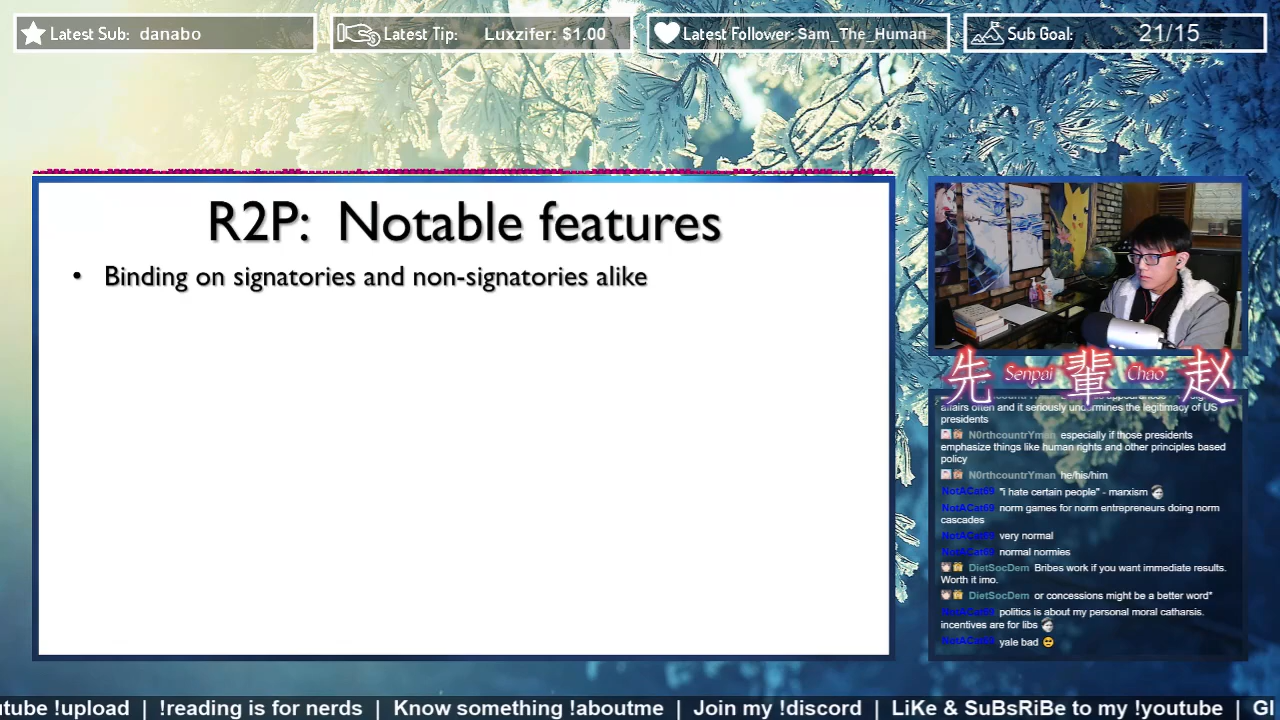 Latest Sub: danabo
Latest Tip: Luxzifer: $1.00
Latest Follower: Sam_The_Human
Sub Goal: 21/15
R2P: Notable features
• Binding on signatories and non-signatories alike
先 Senpai 輩 Chao 赵
affairs often and it seriously undermines the legitimacy of US
presidents
N0rthcountrYman especially if those presidents
emphasize things like human rights and other principles based
policy
N0rthcountrYman he/his/him
NotACat69 "i hate certain people" - marxism
NotACat69 norm games for norm entrepreneurs doing norm
cascades
NotACat69 very normal
NotACat69 normal normies
DietSocDem Bribes work if you want immediate results.
Worth it imo.
DietSocDem or concessions might be a better word*
NotACat69 politics is about my personal moral catharsis.
incentives are for libs
NotACat69 yale bad
utube !upload | !reading is for nerds | Know something !aboutme | Join my !discord | LiKe & SuBsRiBe to my !youtube | GI